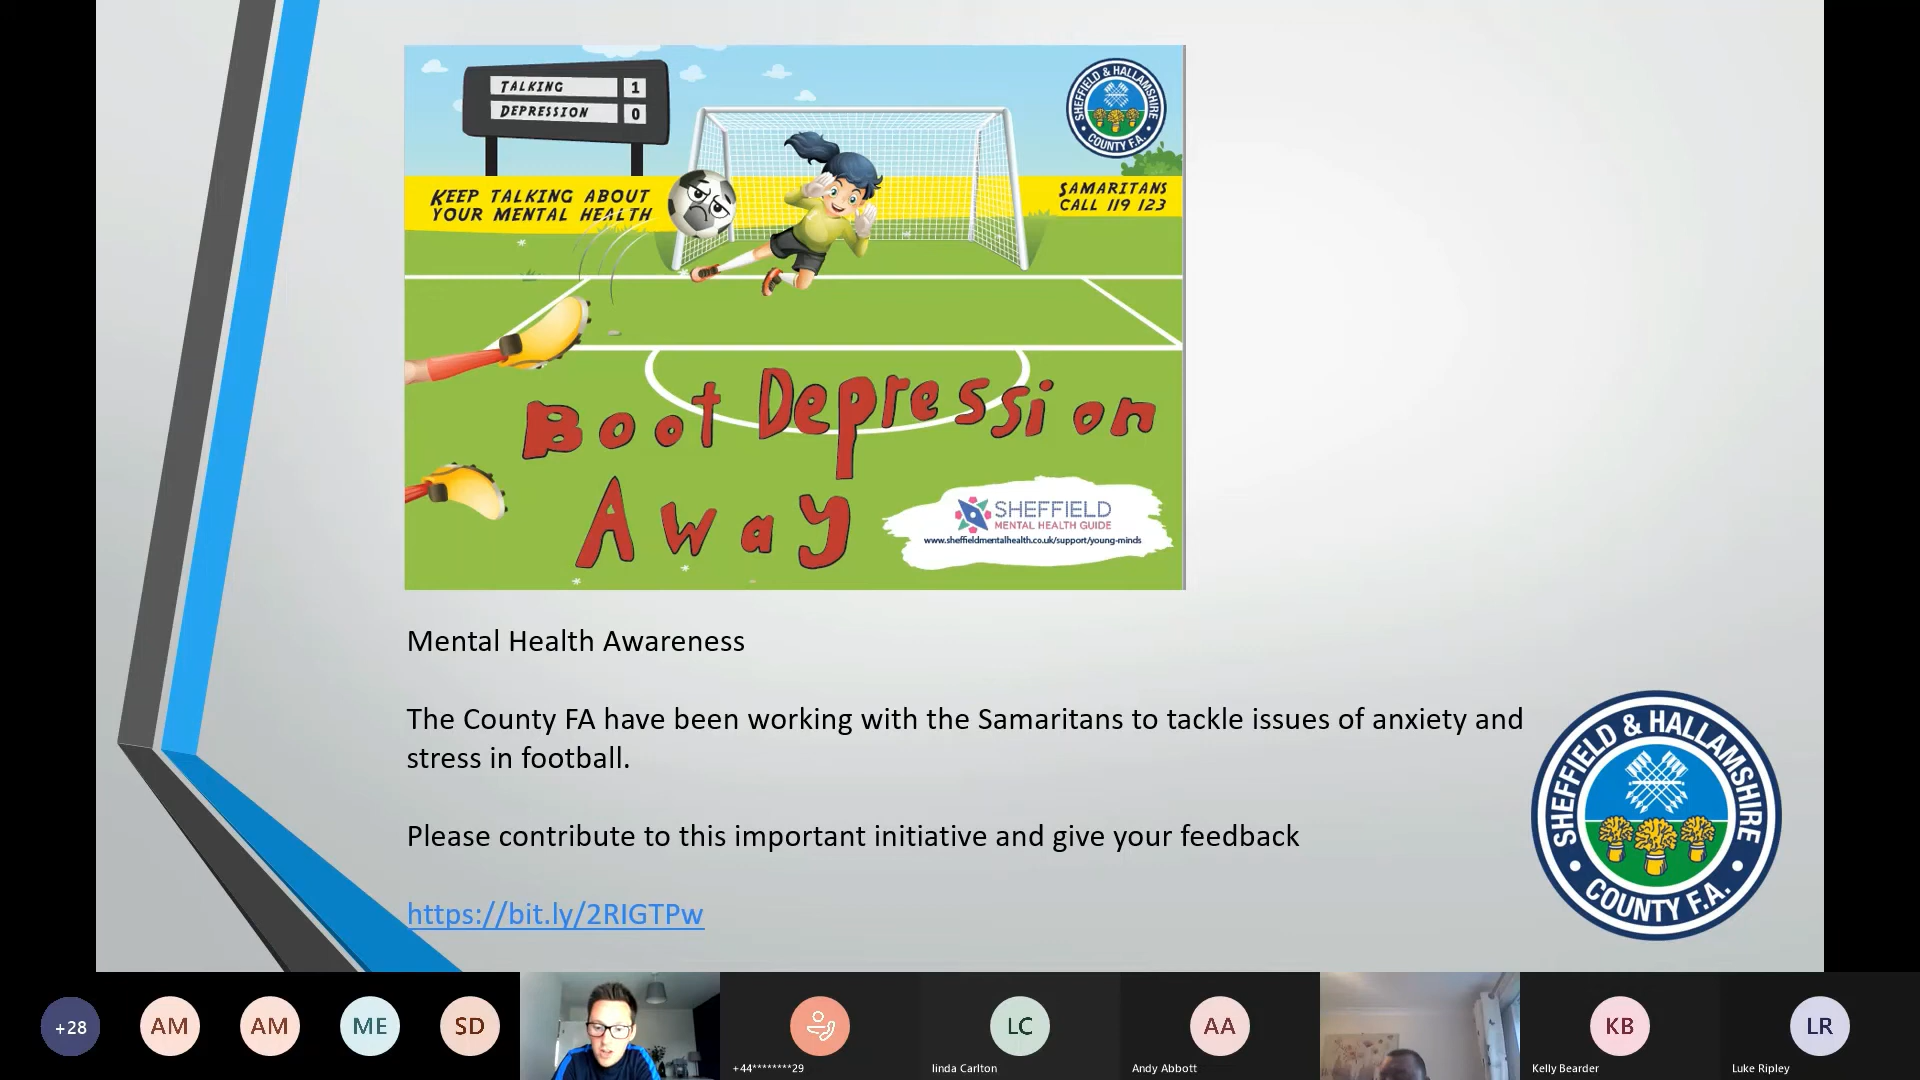 TALKING 1
DEPRESSION 0
SHEFFIELD & HALLAMSHIRE
COUNTY F.A.
KEEP TALKING ABOUT
YOUR MENTAL HEALTH
SAMARITANS
CALL 119 123
Boot Depression
Away
SHEFFIELD
MENTAL HEALTH GUIDE
www.sheffieldmentalhealth.co.uk/support/young-minds
Mental Health Awareness
The County FA have been working with the Samaritans to tackle issues of anxiety and
stress in football.
Please contribute to this important initiative and give your feedback
https://bit.ly/2RIGTPw
SHEFFIELD & HALLAMSHIRE
COUNTY F.A.
+28
AM
AM
ME
SD
LC
AA
KB
LR
+44********29
linda Carlton
Andy Abbott
Kelly Bearder
Luke Ripley